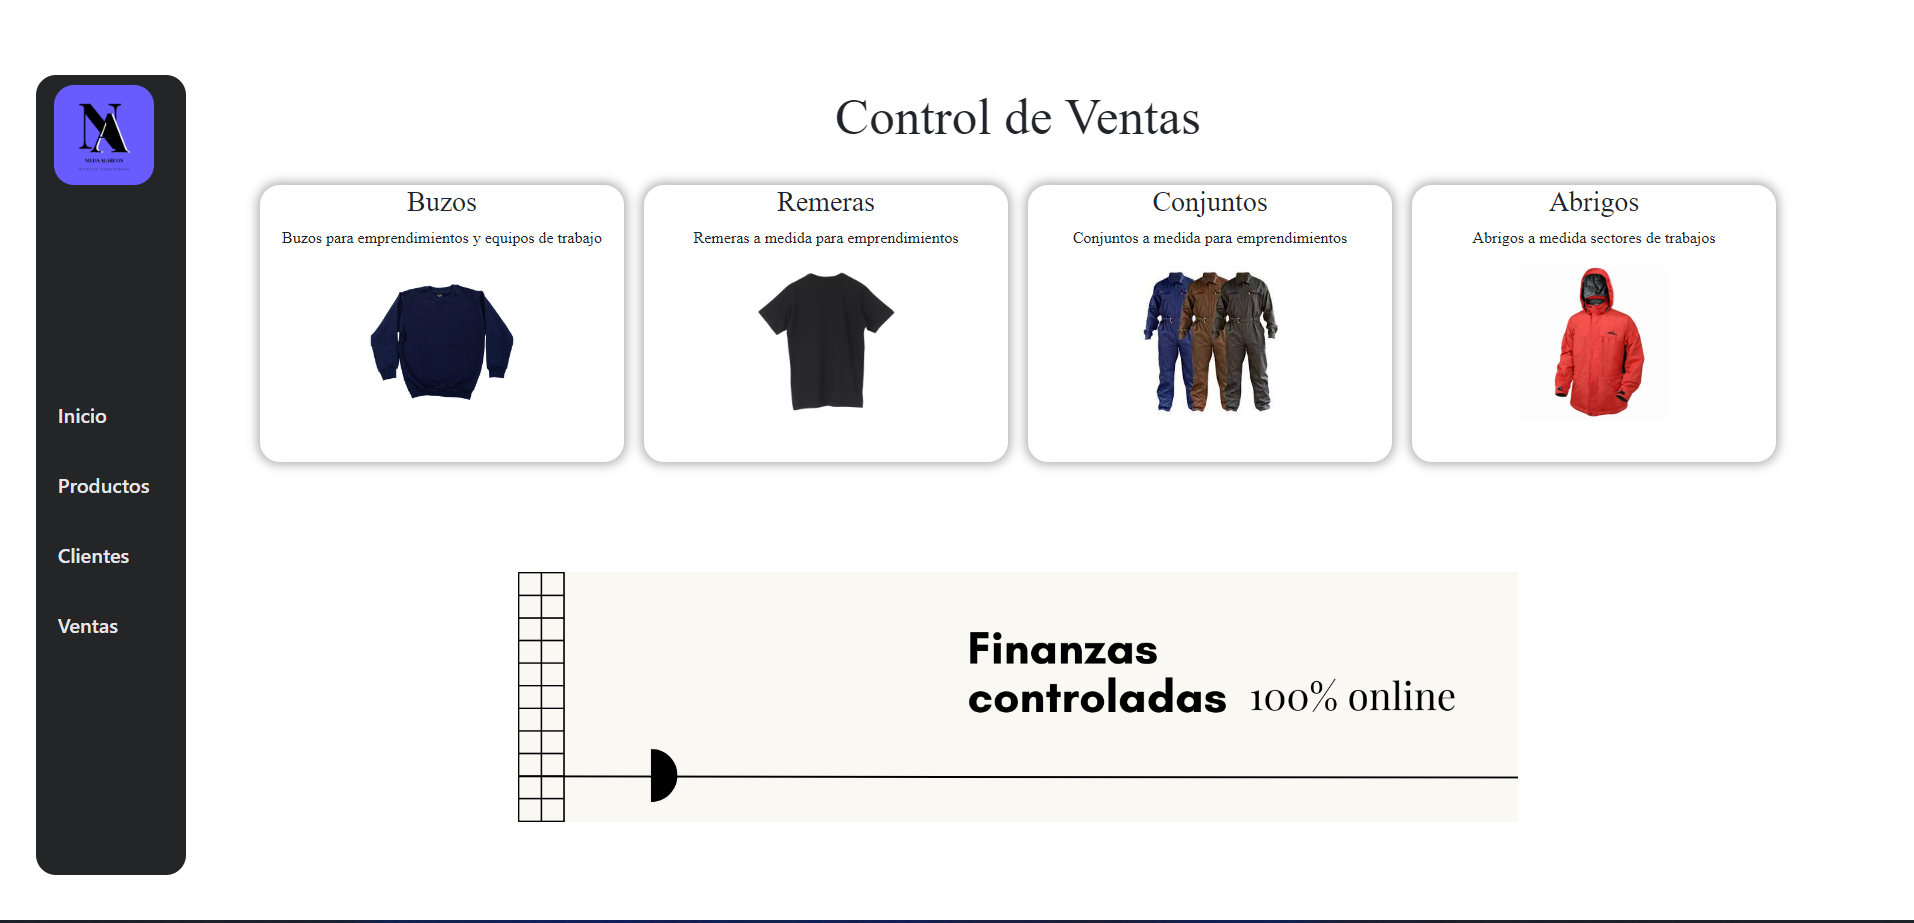 NA
Inicio
Productos
Clientes
Ventas
Control de Ventas
Buzos
Buzos para emprendimientos y equipos de trabajo
Remeras
Remeras a medida para emprendimientos
Conjuntos
Conjuntos a medida para emprendimientos
Abrigos
Abrigos a medida sectores de trabajos
Finanzas
controladas 100% online